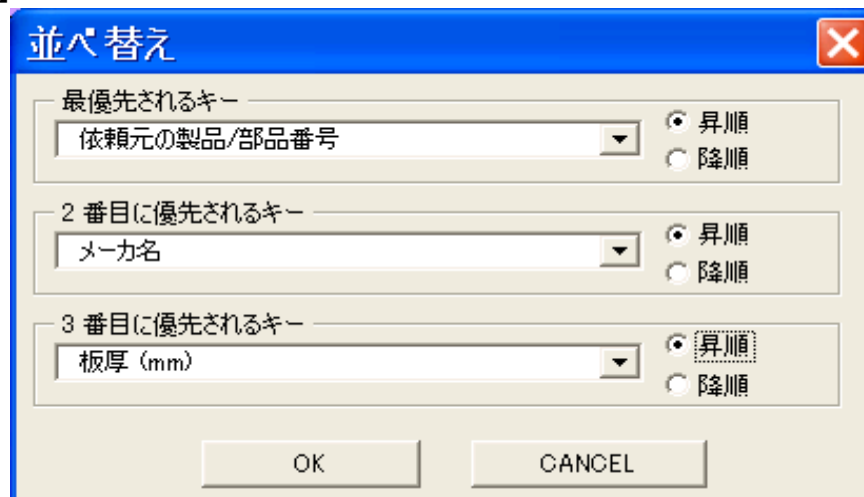 並べ替え
最優先されるキー
依頼元の製品/部品番号
昇順
降順
2 番目に優先されるキー
メーカ名
昇順
降順
3 番目に優先されるキー
板厚 (mm)
昇順
降順
OK
CANCEL